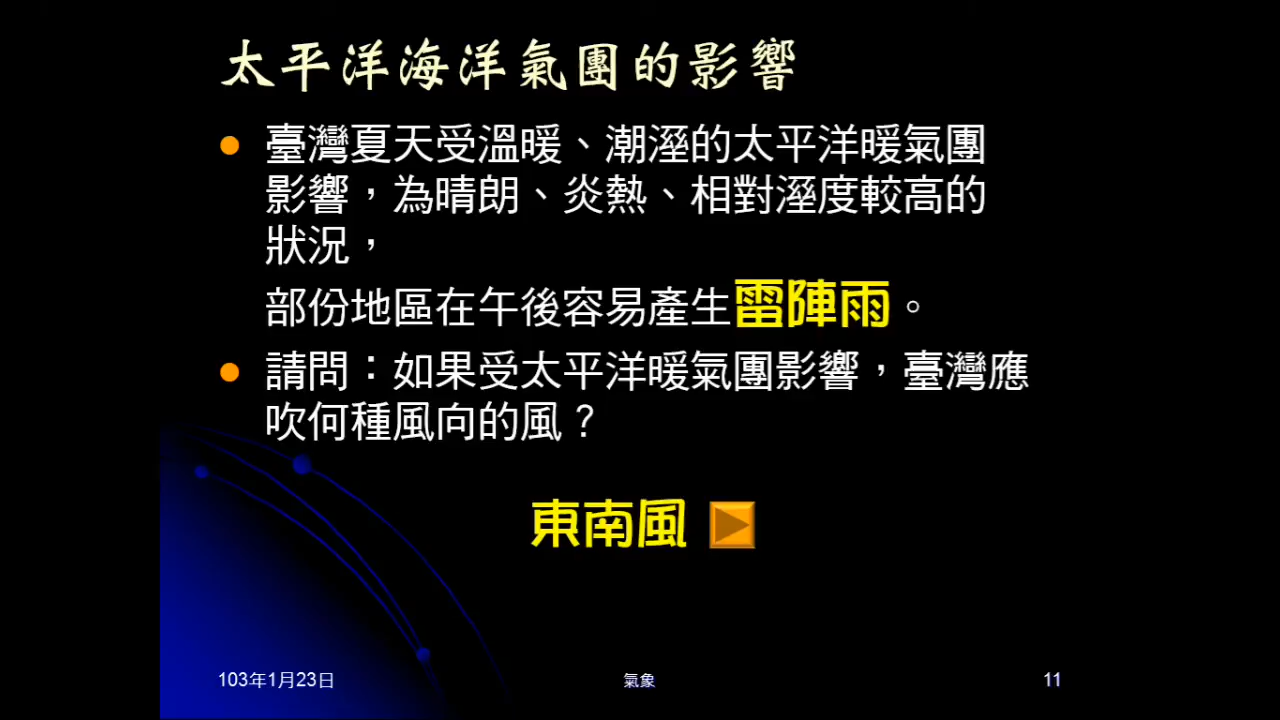 太平洋海洋氣團的影響
臺灣夏天受溫暖、潮溼的太平洋暖氣團
影響，為晴朗、炎熱、相對溼度較高的
狀況，
部份地區在午後容易產生雷陣雨。
請問：如果受太平洋暖氣團影響，臺灣應
吹何種風向的風？
東南風
103年1月23日
氣象
11